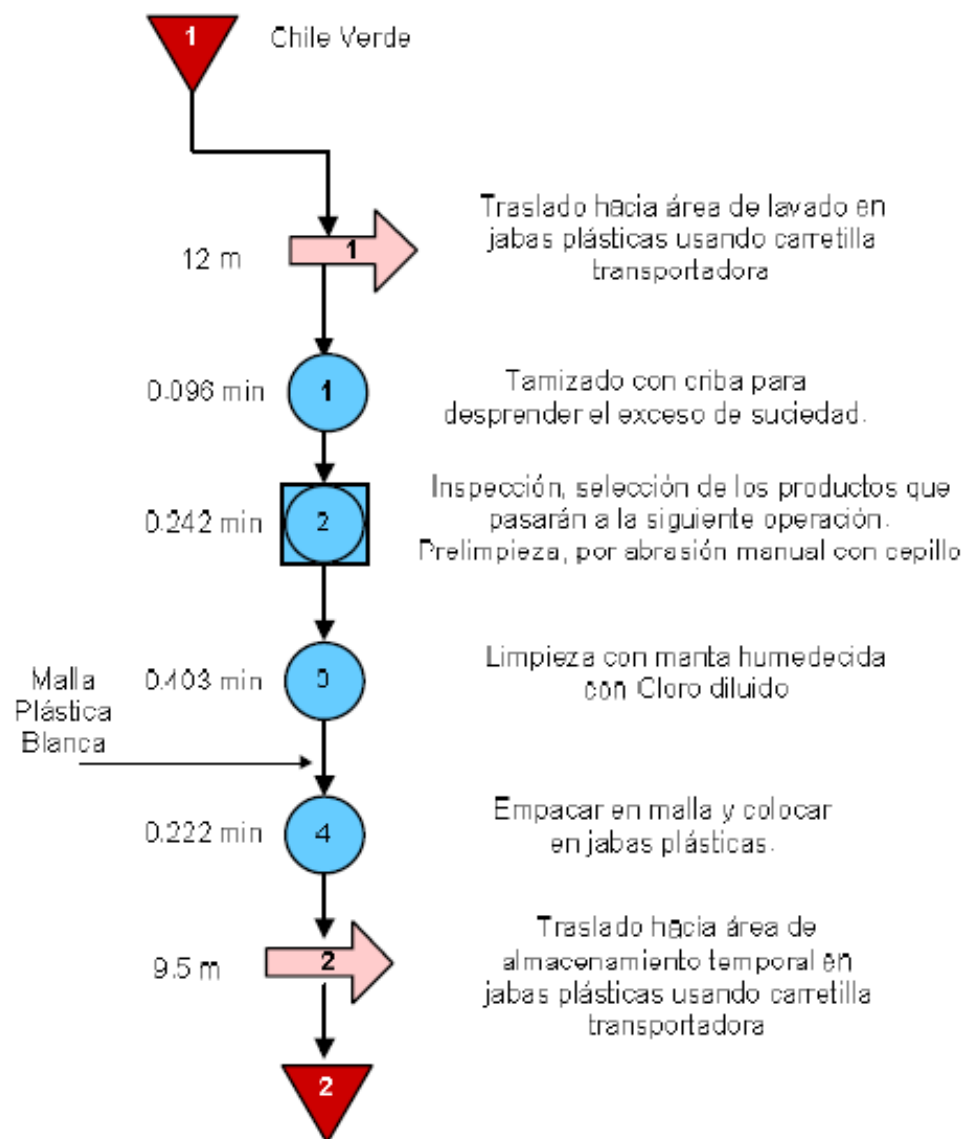 1
Chile Verde
12 m
1
Traslado hacia área de lavado en
jabas plásticas usando carretilla
transportadora
0.096 min
1
Tamizado con criba para
desprender el exceso de suciedad.
0.242 min
2
Inspección, selección de los productos que
pasarán a la siguiente operación.
Prelimpieza, por abrasión manual con cepillo
0.403 min
3
Limpieza con manta humedecida
con Cloro diluido
Malla
Plástica
Blanca
0.222 min
4
Empacar en malla y colocar
en jabas plásticas.
9.5 m
2
Traslado hacia área de
almacenamiento temporal en
jabas plásticas usando carretilla
transportadora
2